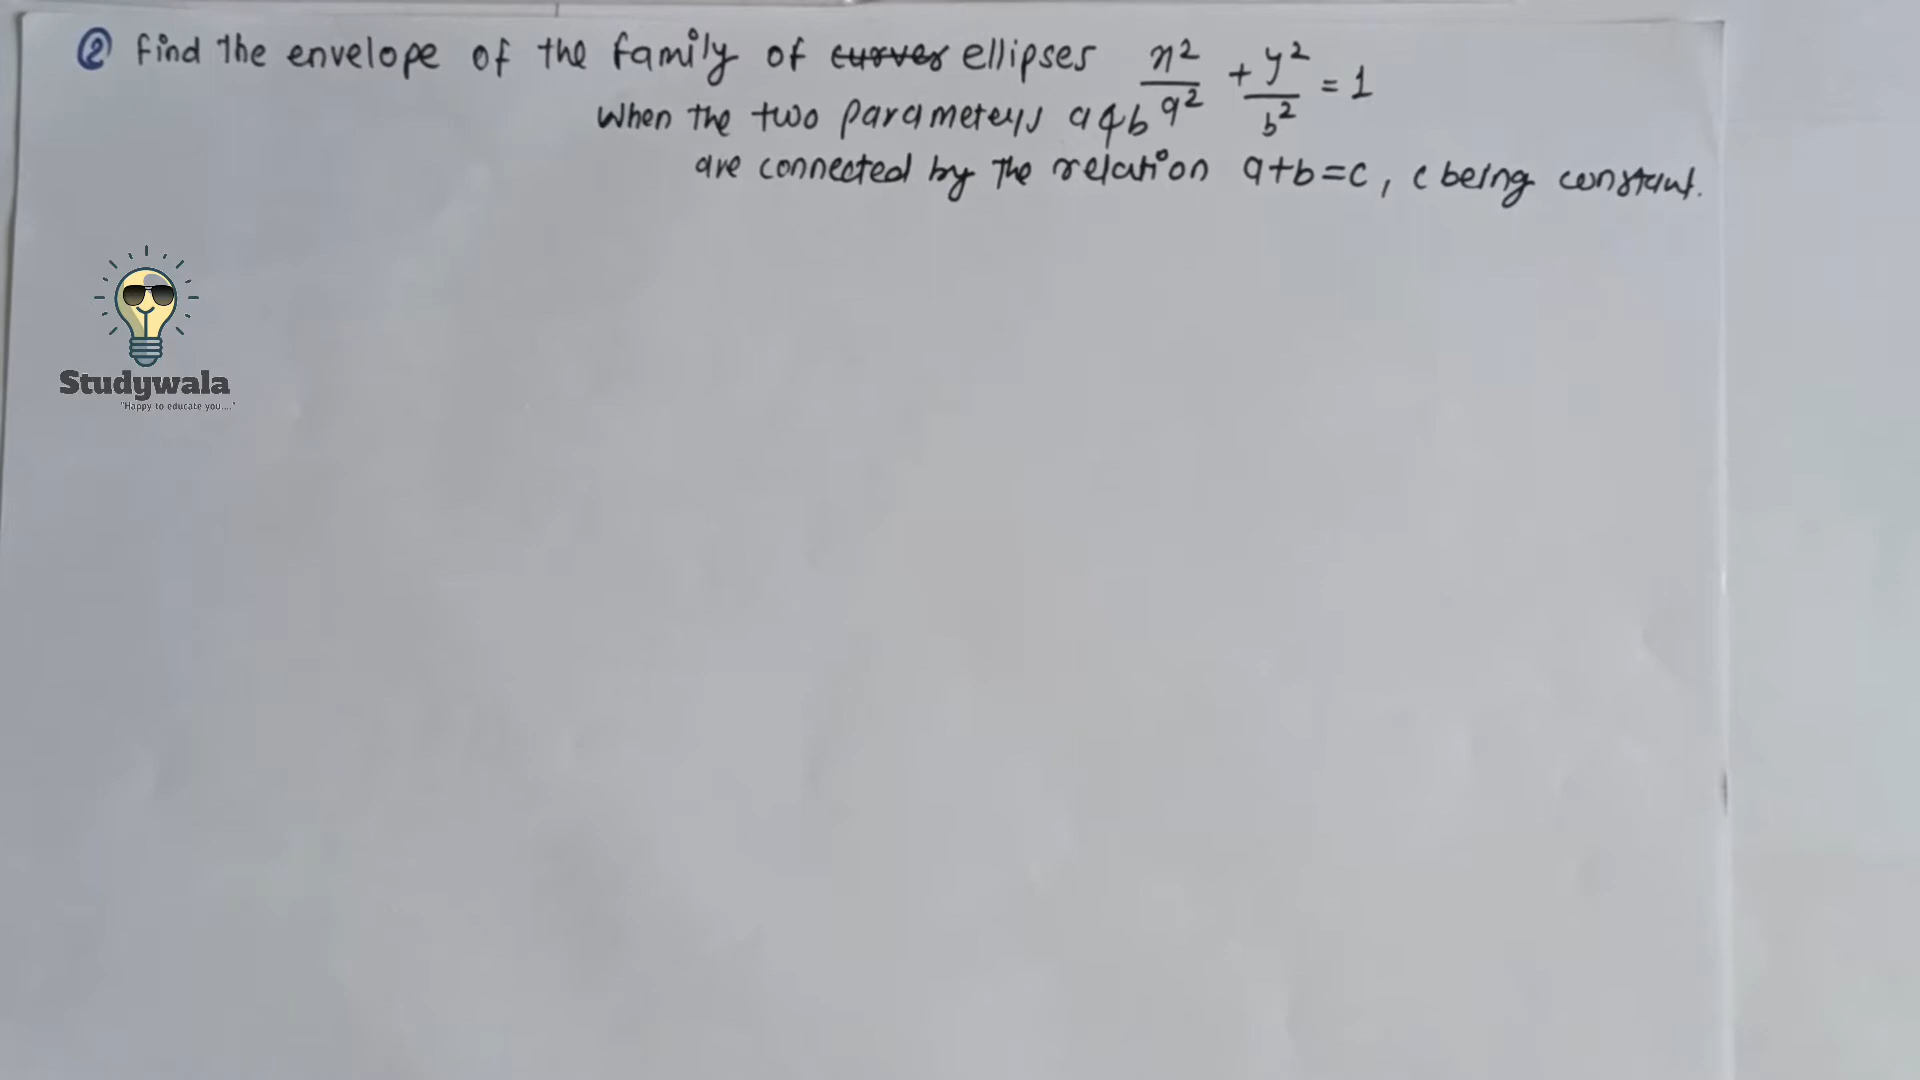 ② Find the envelope of the family of curves ellipses x²/a² + y²/b² = 1
When the two parameters a & b
are connected by the relation a+b=c, c being constant.
Studywala
"Happy to educate you...."